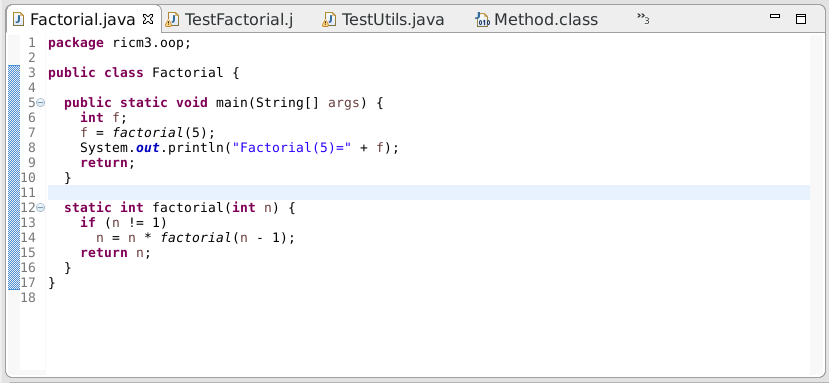 Factorial.java TestFactorial.j TestUtils.java Method.class »3
1 package ricm3.oop;
2
3 public class Factorial {
4
5 public static void main(String[] args) {
6 int f;
7 f = factorial(5);
8 System.out.println("Factorial(5)=" + f);
9 return;
10 }
11
12 static int factorial(int n) {
13 if (n != 1)
14 n = n * factorial(n - 1);
15 return n;
16 }
17 }
18